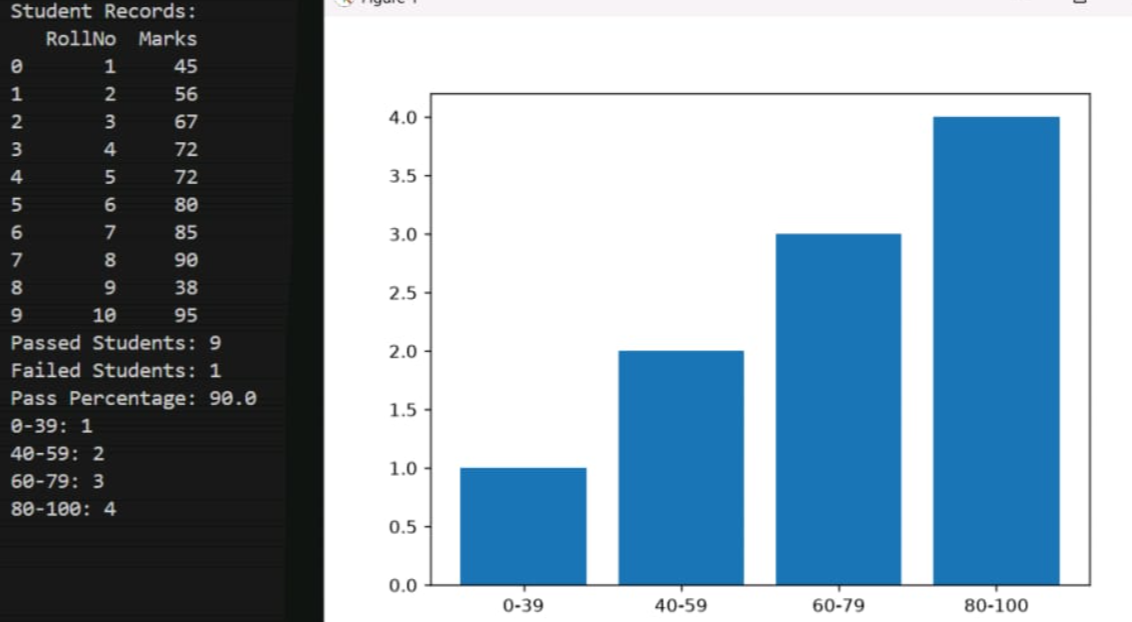 Student Records:
RollNo Marks
0 1 45
1 2 56
2 3 67
3 4 72
4 5 72
5 6 80
6 7 85
7 8 90
8 9 38
9 10 95
Passed Students: 9
Failed Students: 1
Pass Percentage: 90.0
0-39: 1
40-59: 2
60-79: 3
80-100: 4
4.0
3.5
3.0
2.5
2.0
1.5
1.0
0.5
0.0
0-39 40-59 60-79 80-100